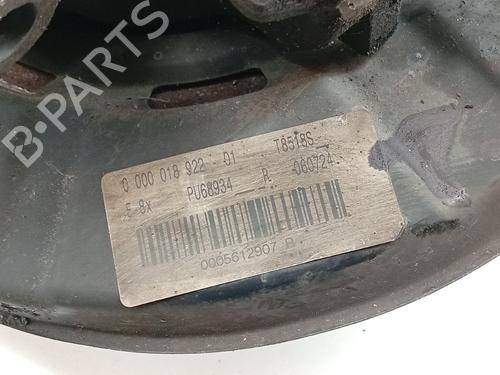 B-PARTS
0 000 018 922 01 T8518S
E 8X PU68934 R 060724
0005612907 B